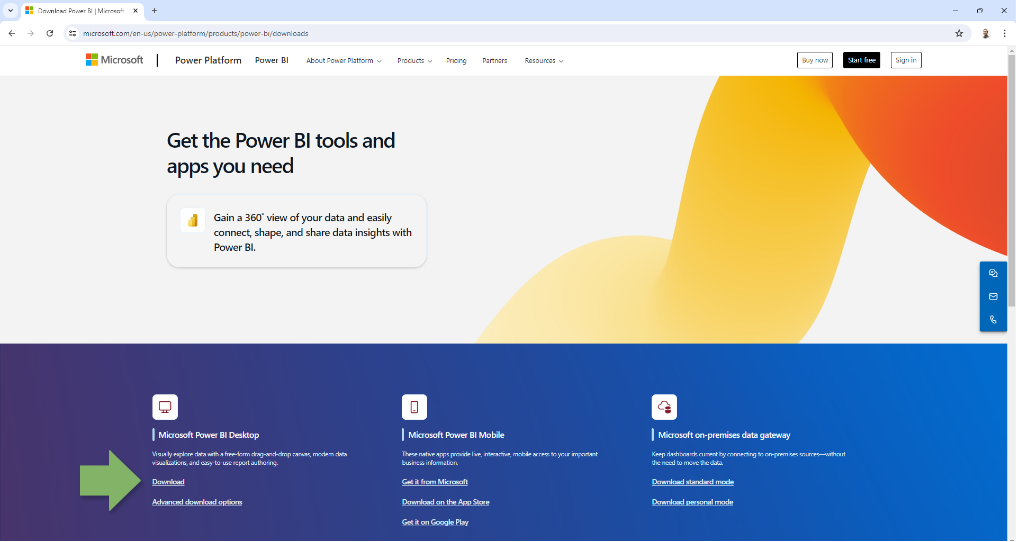 Download Power BI | Microsoft
microsoft.com/en-us/power-platform/products/power-bi/downloads
Microsoft Power Platform Power BI About Power Platform Products Pricing Partners Resources Buy now Start free Sign in
Get the Power BI tools and
apps you need
Gain a 360° view of your data and easily
connect, shape, and share data insights with
Power BI.
Microsoft Power BI Desktop
Visually explore data with a free-form drag-and-drop canvas, modern data
visualizations, and easy-to-use report authoring.
Download
Advanced download options
Microsoft Power BI Mobile
These native apps provide live, interactive, mobile access to your important
business information.
Get it from Microsoft
Download on the App Store
Get it on Google Play
Microsoft on-premises data gateway
Keep dashboards current by connecting to on-premises sources—without
the need to move the data.
Download standard mode
Download personal mode